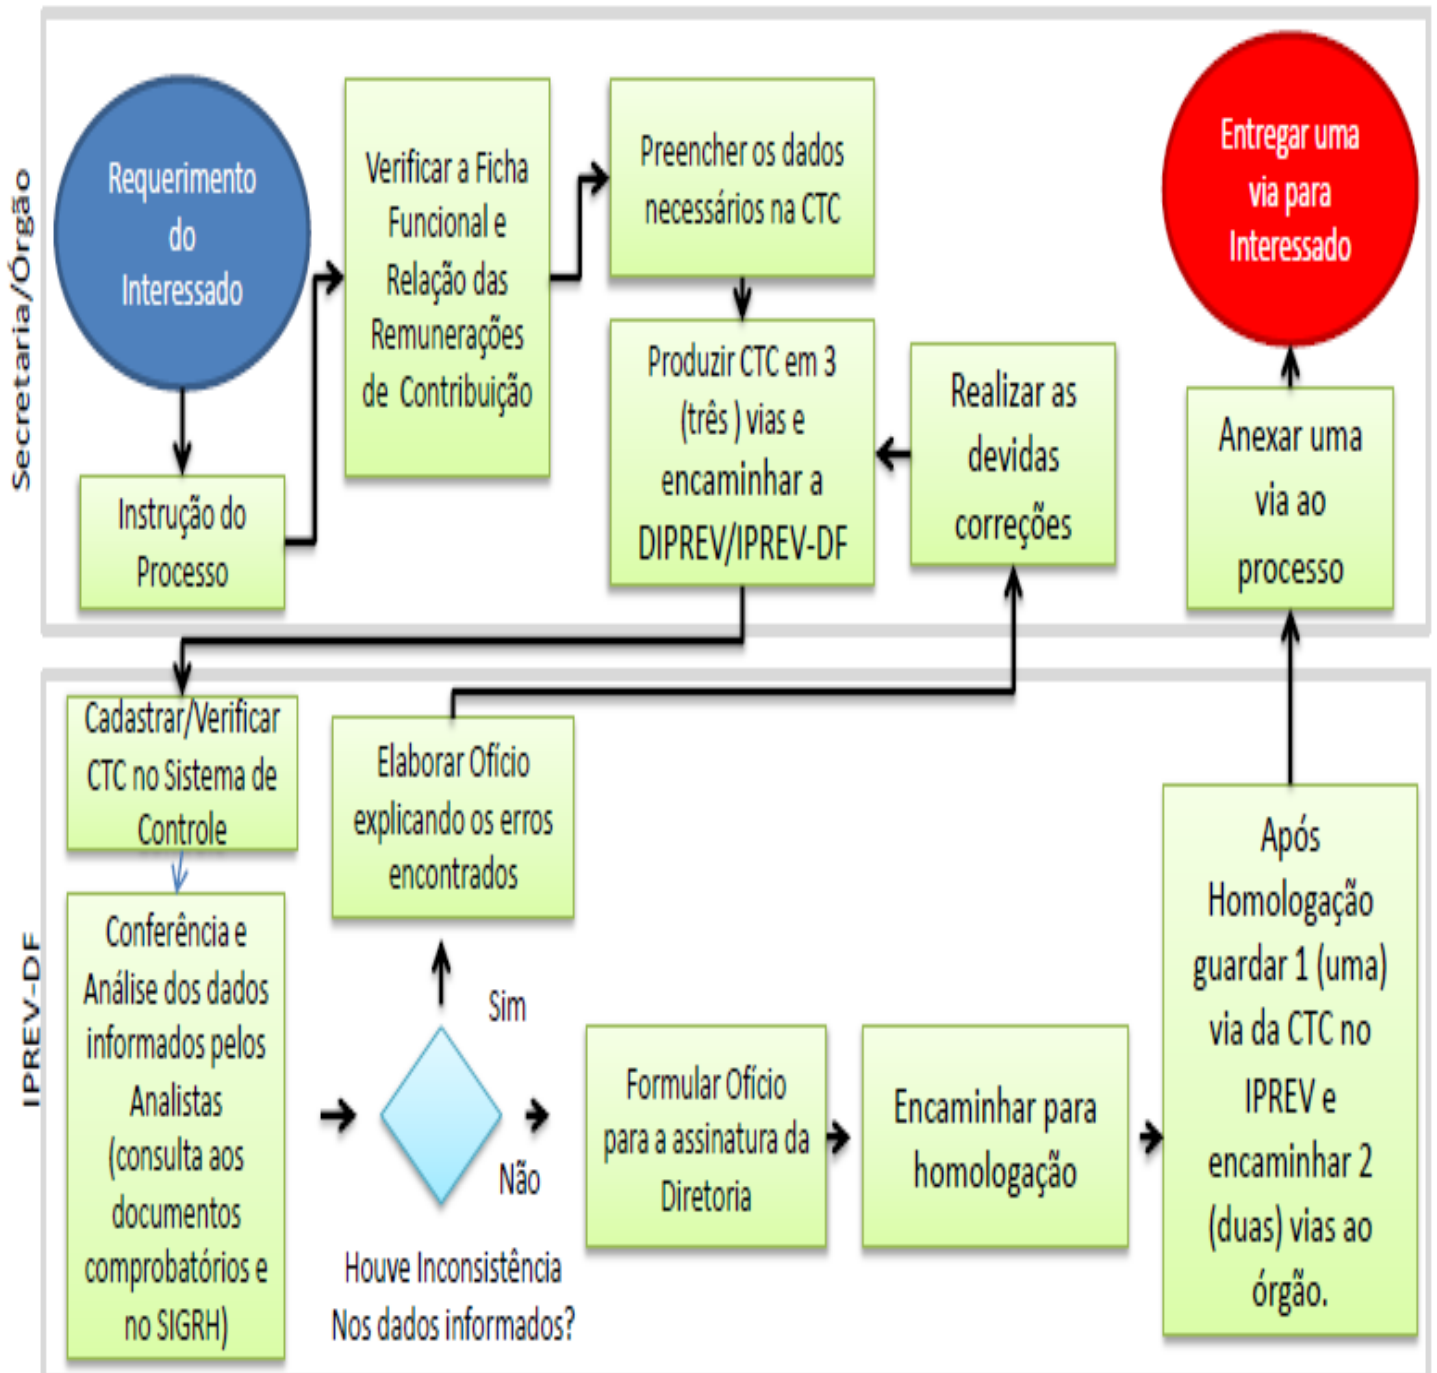 Secretaria/Órgão
Requerimento
do
Interessado
Instrução do
Processo
Verificar a Ficha
Funcional e
Relação das
Remunerações
de Contribuição
Preencher os dados
necessários na CTC
Produzir CTC em 3
(três ) vias e
encaminhar a
DIPREV/IPREV-DF
Realizar as
devidas
correções
Entregar uma
via para
Interessado
Anexar uma
via ao
processo
IPREV-DF
Cadastrar/Verificar
CTC no Sistema de
Controle
Conferência e
Análise dos dados
informados pelos
Analistas
(consulta aos
documentos
comprobatórios e
no SIGRH)
Elaborar Ofício
explicando os erros
encontrados
Sim
Não
Houve Inconsistência
Nos dados informados?
Formular Ofício
para a assinatura da
Diretoria
Encaminhar para
homologação
Após
Homologação
guardar 1 (uma)
via da CTC no
IPREV e
encaminhar 2
(duas) vias ao
órgão.